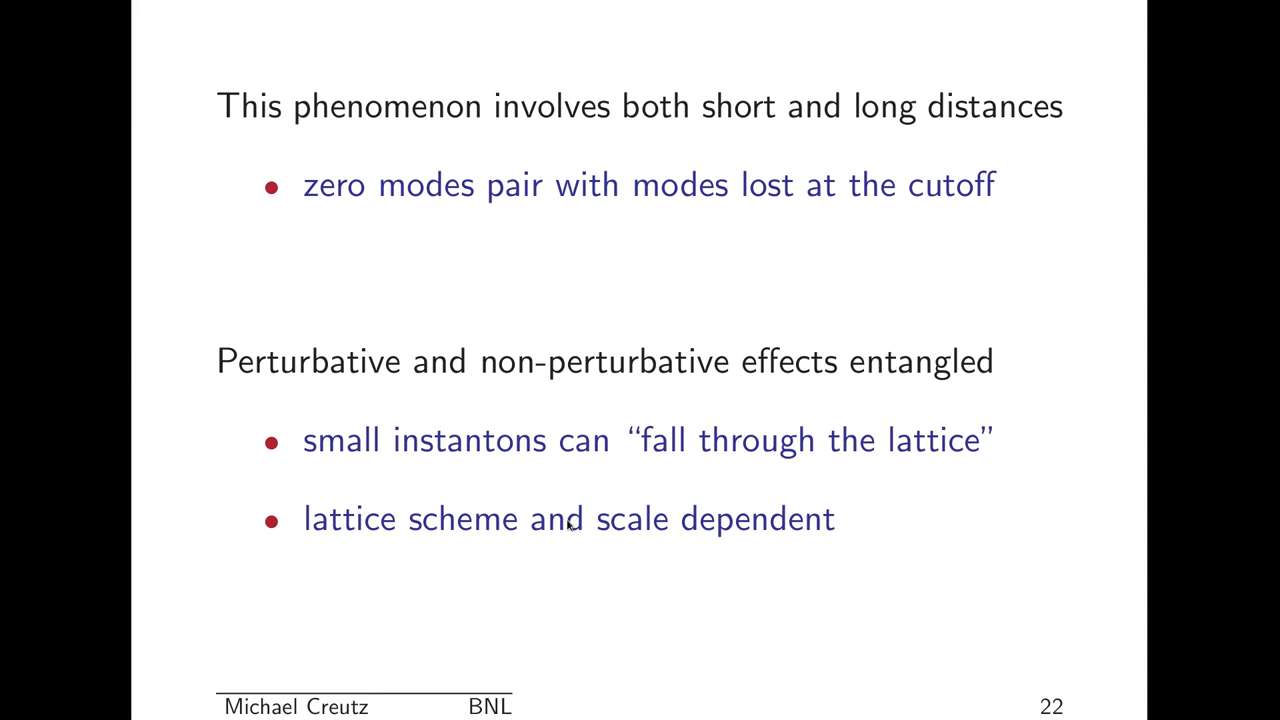 This phenomenon involves both short and long distances
• zero modes pair with modes lost at the cutoff
Perturbative and non-perturbative effects entangled
• small instantons can “fall through the lattice”
• lattice scheme and scale dependent
Michael Creutz BNL 22